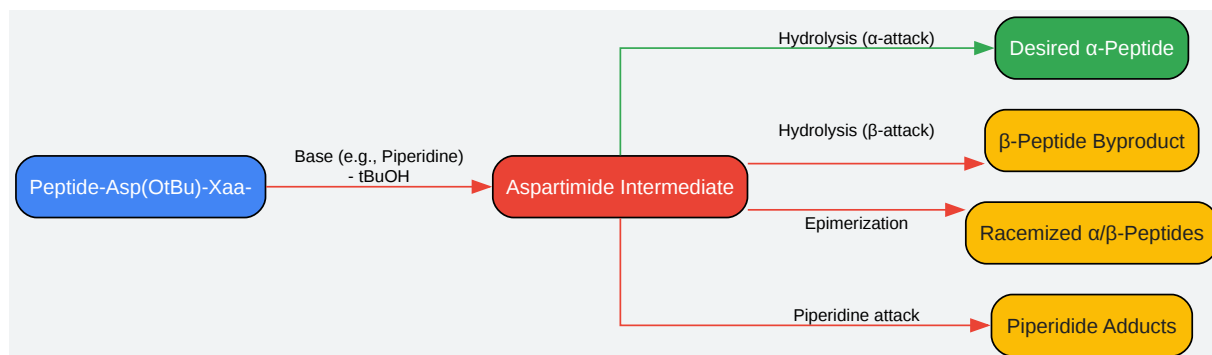 Hydrolysis (α-attack)
Desired α-Peptide
Hydrolysis (β-attack)
β-Peptide Byproduct
Base (e.g., Piperidine)
- tBuOH
Peptide-Asp(OtBu)-Xaa-
Aspartimide Intermediate
Epimerization
Racemized α/β-Peptides
Piperidine attack
Piperidide Adducts